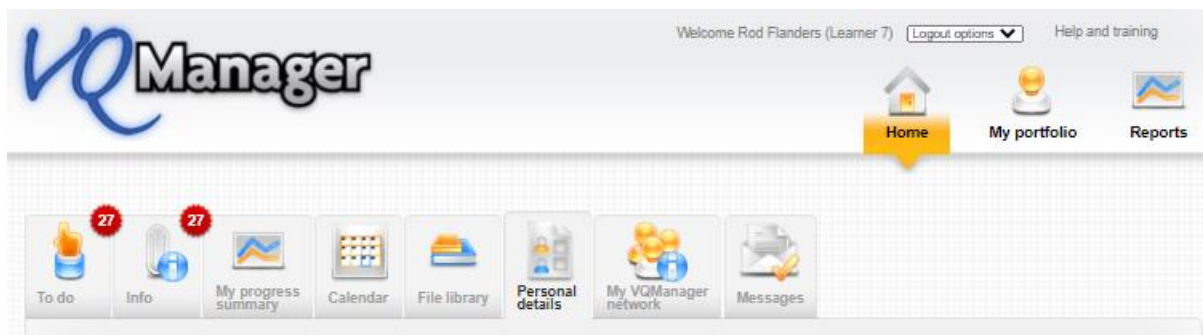 VQManager
Welcome Rod Flanders (Learner 7) Logout options Help and training
Home My portfolio Reports
27 27
To do Info My progress summary Calendar File library Personal details My VQManager network Messages